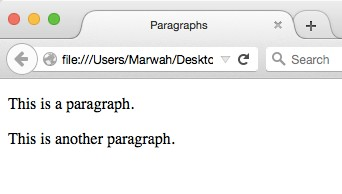 Paragraphs
file:///Users/Marwah/Deskto
Search
This is a paragraph.
This is another paragraph.